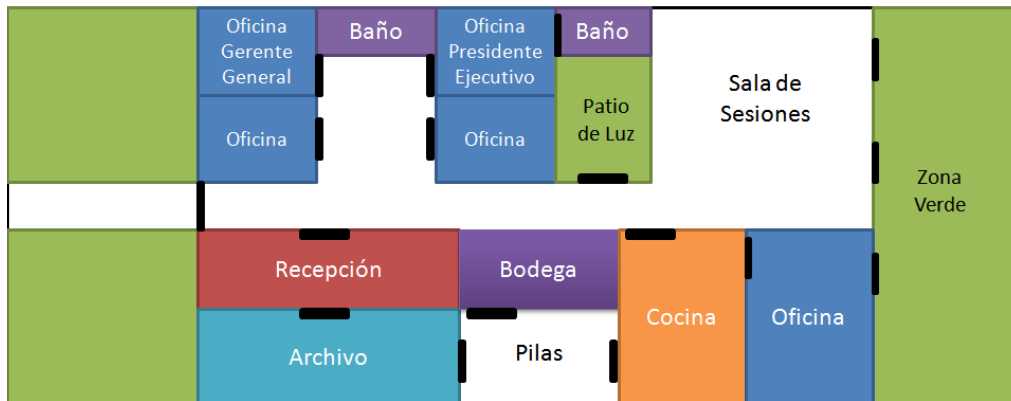 Oficina
Gerente
General
Baño
Oficina
Presidente
Ejecutivo
Baño
Sala de
Sesiones
Oficina
Oficina
Patio
de Luz
Zona
Verde
Recepción
Bodega
Cocina
Oficina
Archivo
Pilas